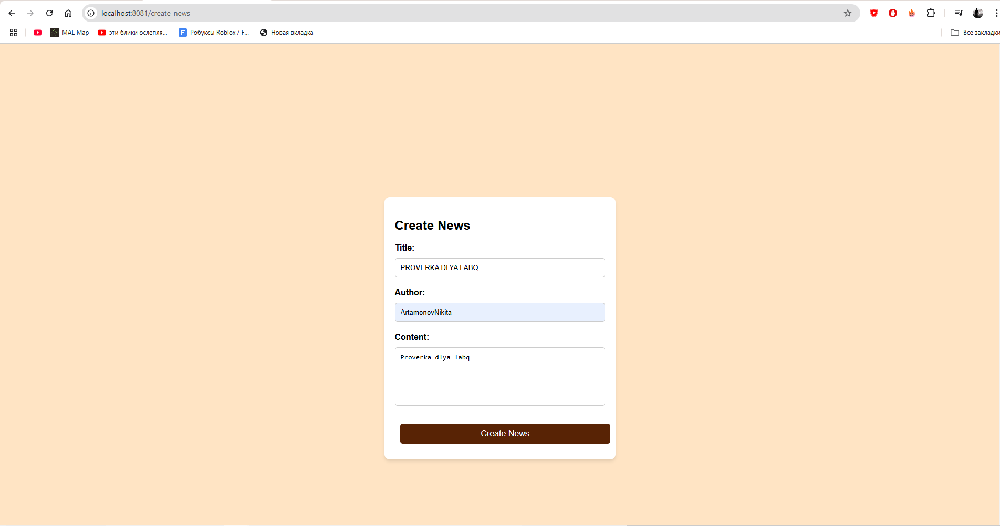 localhost:8081/create-news
MAL Map
эти блики ослепля...
Робуксы Roblox / F...
Новая вкладка
Все закладки
Create News
Title:
PROVERKA DLYA LABQ
Author:
ArtamonovNikita
Content:
Proverka dlya labq
Create News